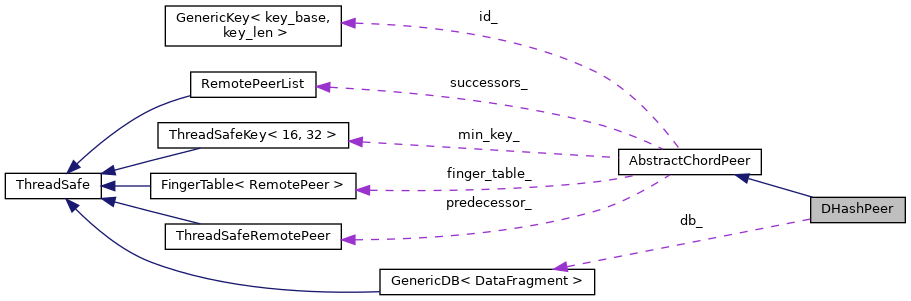 GenericKey< key_base,
key_len >
id_
RemotePeerList
successors_
ThreadSafeKey< 16, 32 >
min_key_
AbstractChordPeer
ThreadSafe
FingerTable< RemotePeer >
finger_table_
predecessor_
DHashPeer
ThreadSafeRemotePeer
db_
GenericDB< DataFragment >